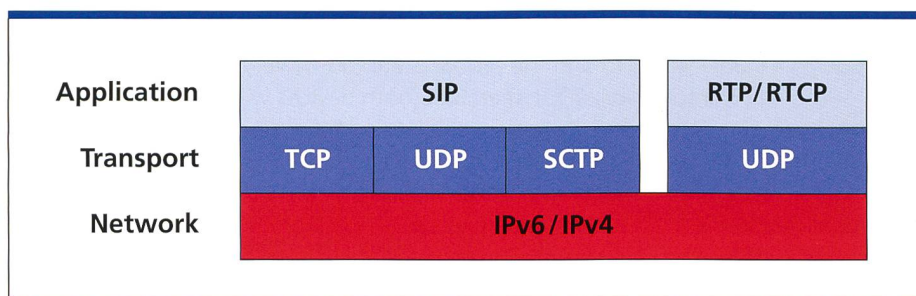 Application SIP RTP/RTCP
Transport TCP UDP SCTP UDP
Network IPv6/IPv4